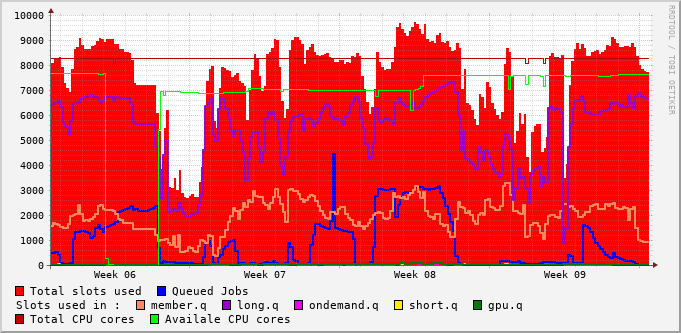 RRDTOOL / TOBI OETIKER
10000
9000
8000
7000
6000
5000
4000
3000
2000
1000
0
Week 06 Week 07 Week 08 Week 09
Total slots used Queued Jobs
Slots used in : member.q long.q ondemand.q short.q gpu.q
Total CPU cores Availale CPU cores